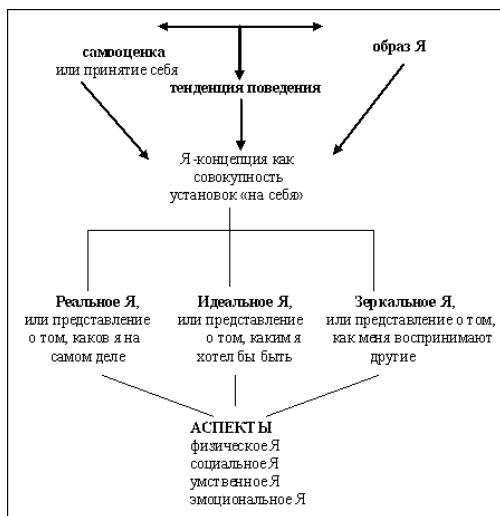 самооценка
или принятие себя
образ Я
тенденция поведения
Я-концепция как
совокупность
установок «на себя»
Реальное Я,
или представление
о том, каков я на
самом деле
Идеальное Я,
или представление
о том, каким я
хотел бы быть
Зеркальное Я,
или представление о том,
как меня воспринимают
другие
АСПЕКТЫ
физическое Я
социальное Я
умственное Я
эмоциональное Я